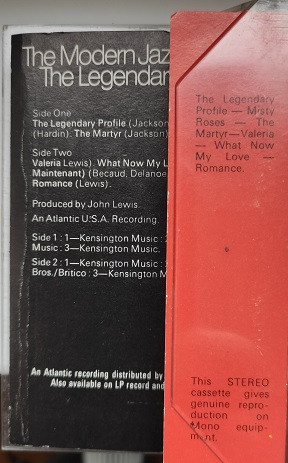 The Modern Jaz
The Legendar
Side One
The Legendary Profile (Jackson
(Hardin). The Martyr (Jackson)
Side Two
Valeria Lewis). What Now My L
Maintenant) (Becaud, Delanoe
Romance (Lewis).
Produced by John Lewis.
An Atlantic U.S.A. Recording.
Side 1 : 1—Kensington Music : 2
Music : 3—Kensington Music.
Side 2 : 1—Kensington Music :
Bros./Britico : 3—Kensington M
An Atlantic recording distributed by
Also available on LP record and
The Legendary
Profile — Misty
Roses — The
Martyr—Valeria
— What Now
My Love —
Romance.
This STEREO
cassette gives
genuine repro-
duction on
Mono equip-
ment.